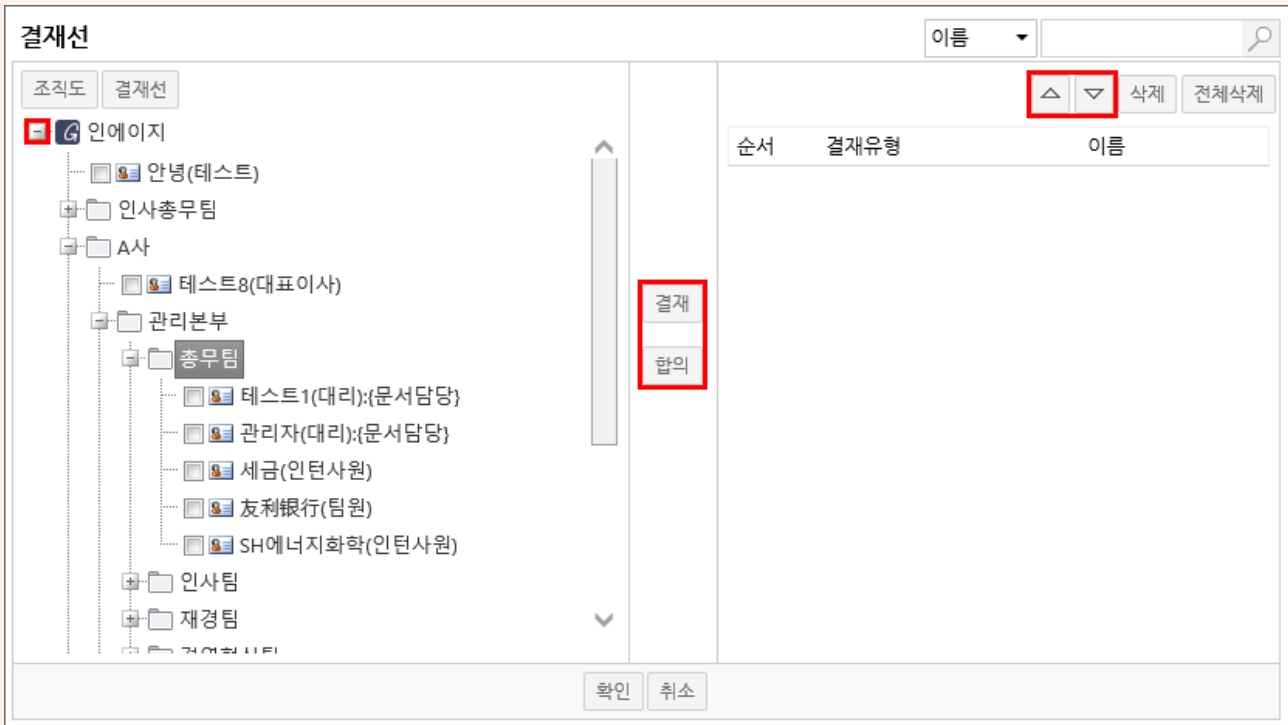 결재선
이름
조직도 결재선
삭제 전체삭제
인에이지
순서 결재유형 이름
안녕(테스트)
인사총무팀
A사
테스트8(대표이사)
관리본부
결재
총무팀
합의
테스트1(대리):{문서담당}
관리자(대리):{문서담당}
세금(인턴사원)
友利银行(팀원)
SH에너지화학(인턴사원)
인사팀
재경팀
확인 취소